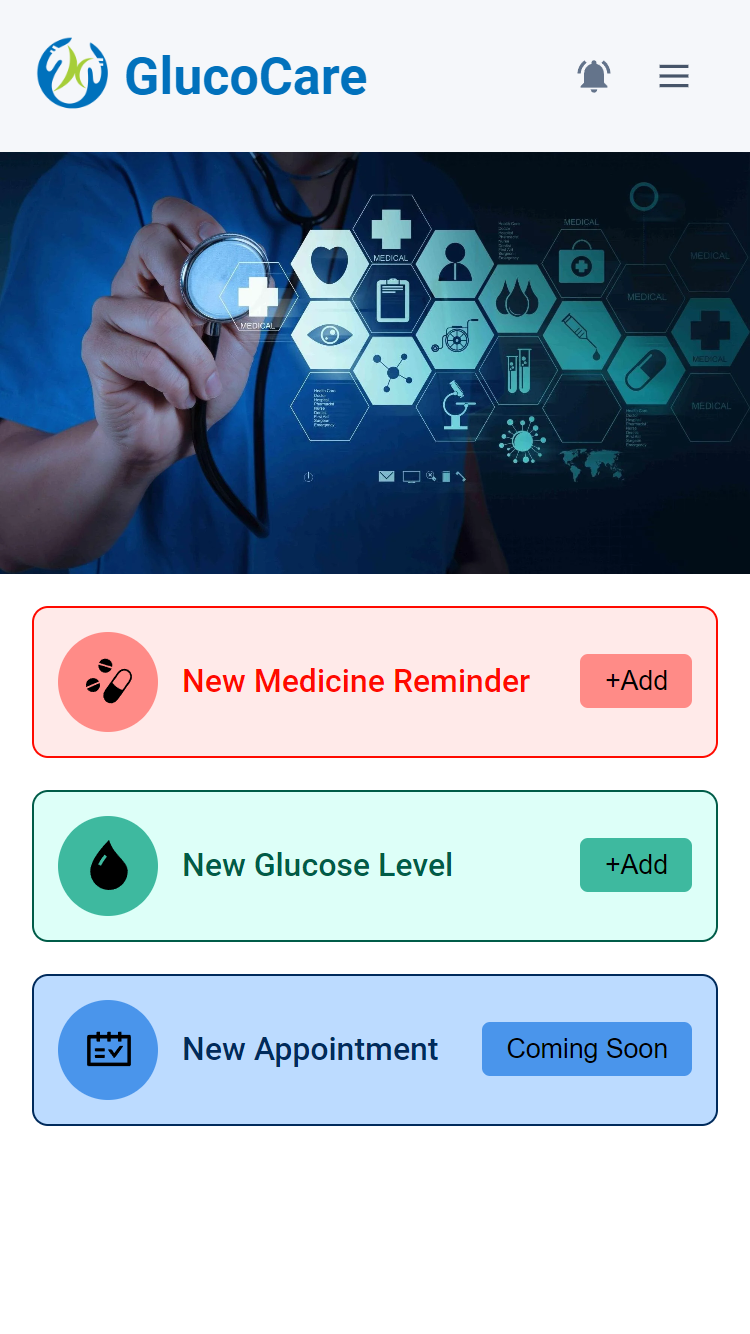 GlucoCare
MEDICAL
MEDICAL
MEDICAL
MEDICAL
MEDICAL
MEDICAL
MEDICAL
New Medicine Reminder
+Add
New Glucose Level
+Add
New Appointment
Coming Soon